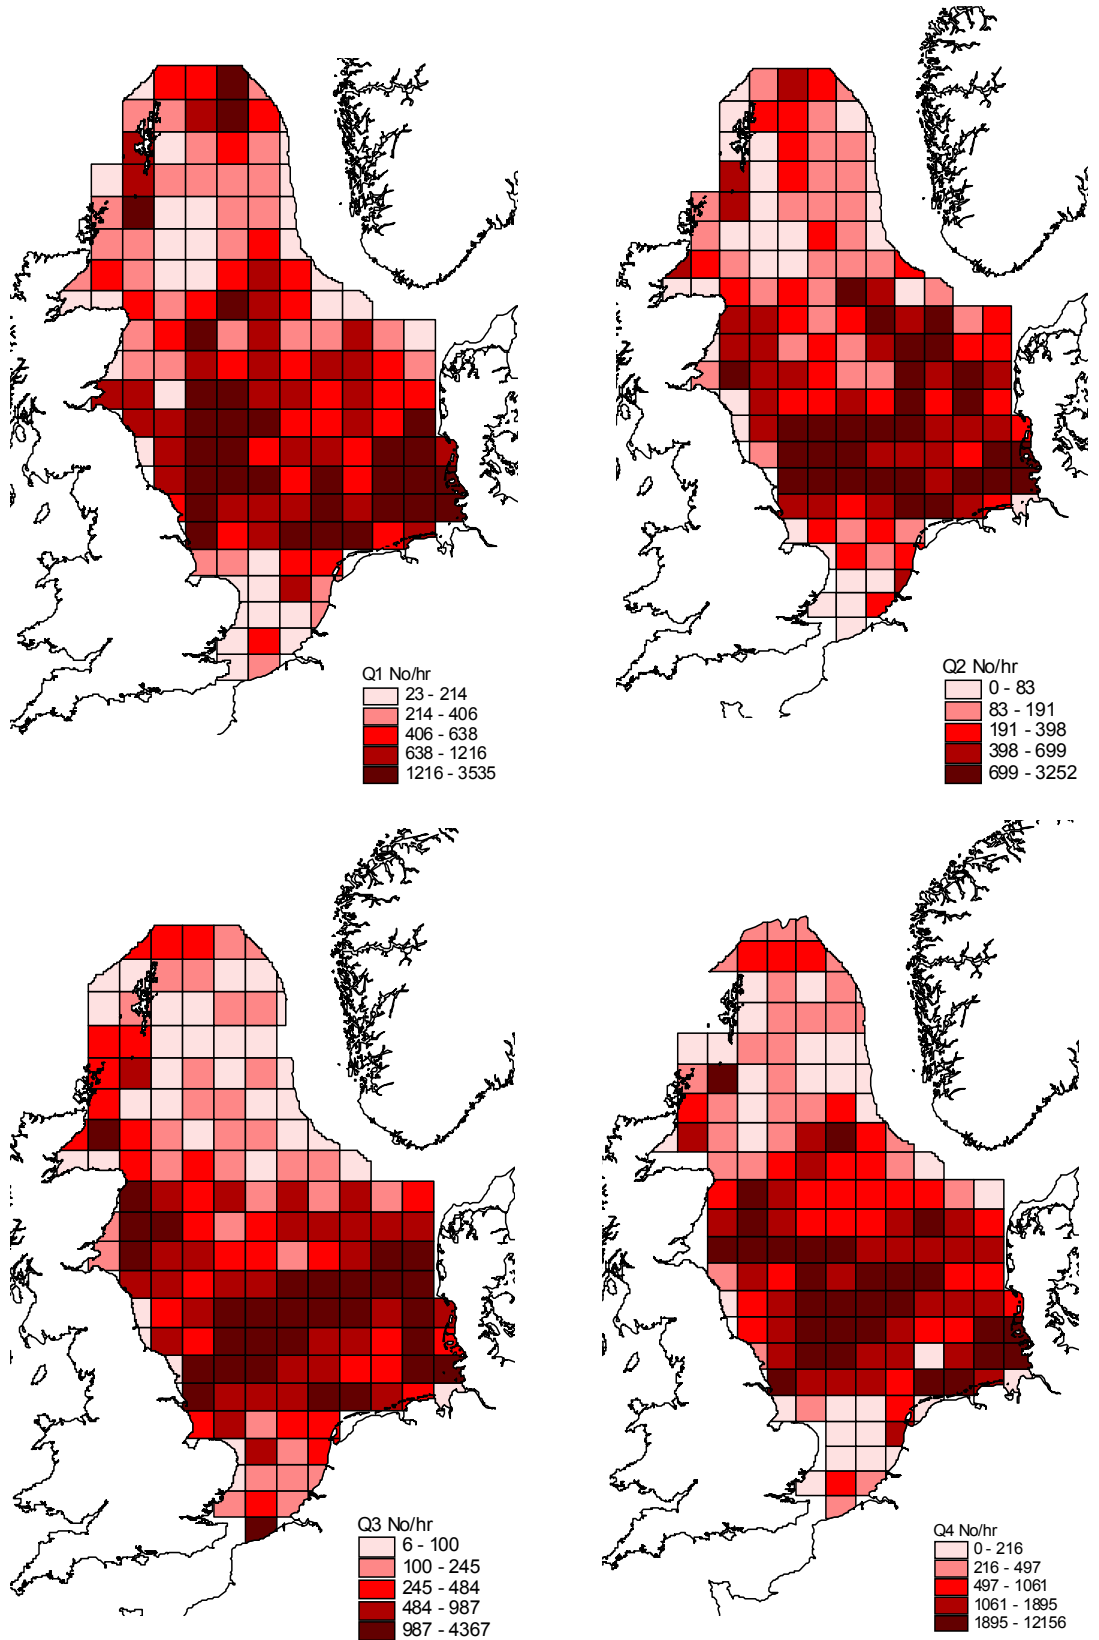 Q1 No/hr
23 - 214
214 - 406
406 - 638
638 - 1216
1216 - 3535
Q2 No/hr
0 - 83
83 - 191
191 - 398
398 - 699
699 - 3252
Q3 No/hr
6 - 100
100 - 245
245 - 484
484 - 987
987 - 4367
Q4 No/hr
0 - 216
216 - 497
497 - 1061
1061 - 1895
1895 - 12156